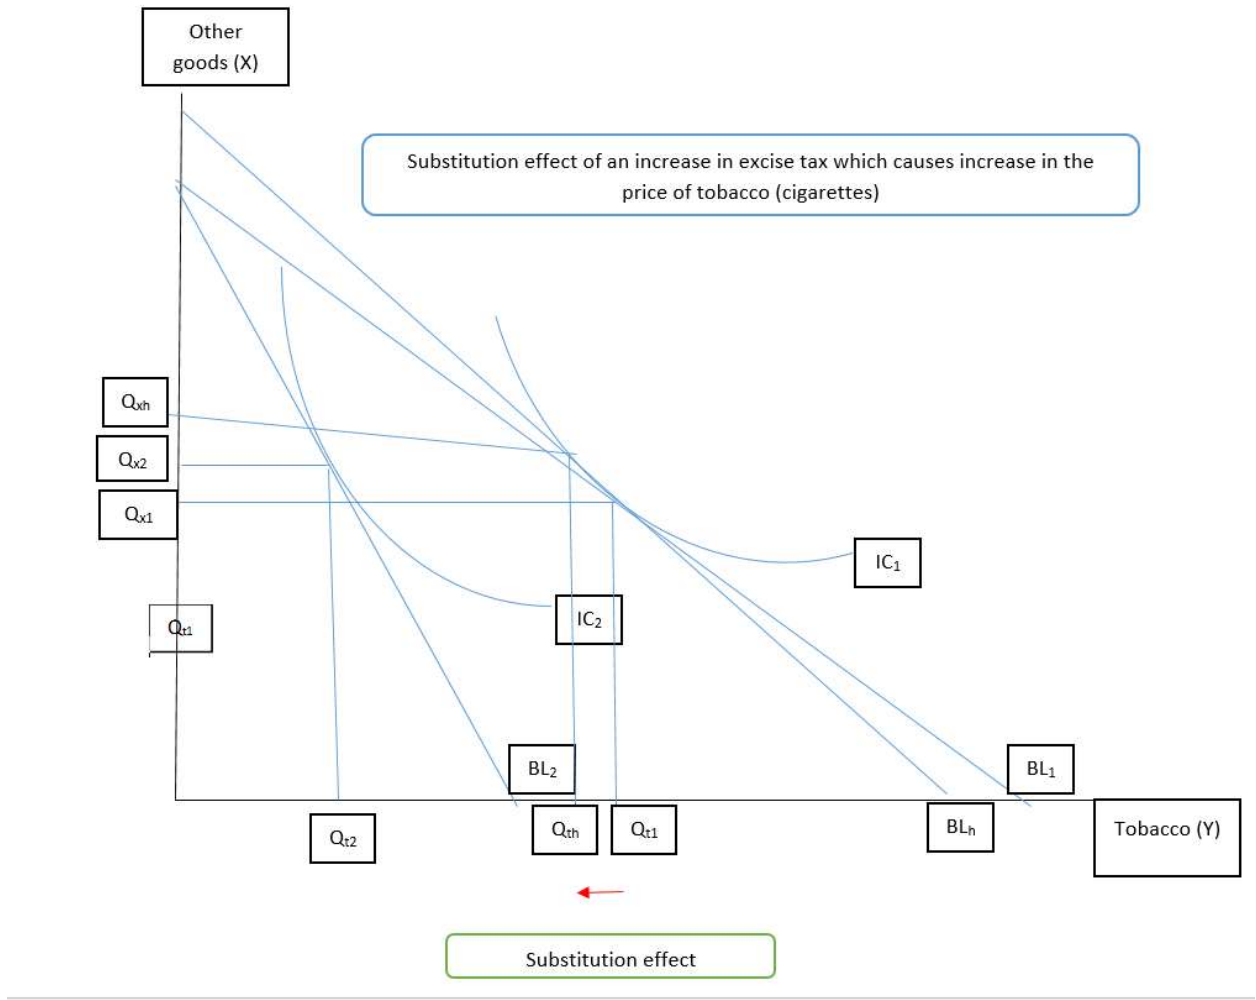 Other
goods (X)
Substitution effect of an increase in excise tax which causes increase in the
price of tobacco (cigarettes)
Qxh
Qx2
Qx1
IC1
IC2
Qt1
BL2
BL1
Qt2
Qth
Qt1
BLh
Tobacco (Y)
Substitution effect